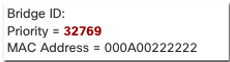 Bridge ID:
Priority = 32769
MAC Address = 000A00222222